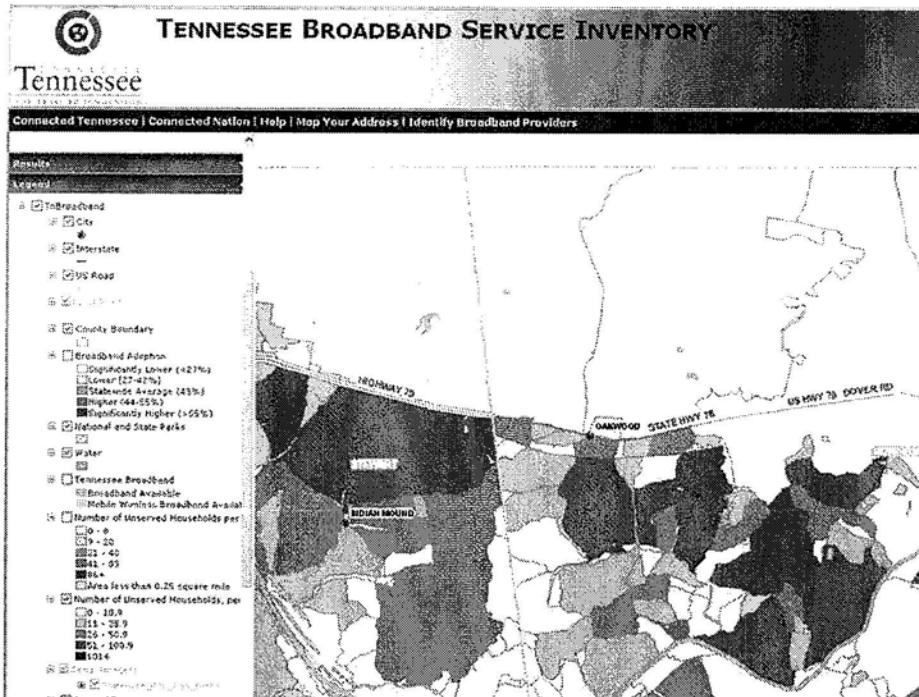 TENNESSEE BROADBAND SERVICE INVENTORY
Tennessee
Connected Tennessee | Connected Nation | Help | Map Your Address | Identify Broadband Providers
Results
Legend
TnBroadband
City
Interstate
US Road
County Boundary
Broadband Adoption
Significantly Lower (<27%)
Lower (27-42%)
Statewide Average (43%)
Higher (44-55%)
Significantly Higher (>55%)
National and State Parks
Water
Tennessee Broadband
Broadband Available
Mobile Wireless Broadband Availal
Number of Unserved Households per
0 - 8
9 - 20
21 - 40
41 - 85
86+
Area less than 0.25 square mile
Number of Unserved Households, per
0 - 10.9
11 - 25.9
26 - 50.9
51 - 100.9
101+
HIGHWAY 79
OAKWOOD
STATE HWY 76
US HWY 79
DOVER RD
STEWART
INDIAN MOUND